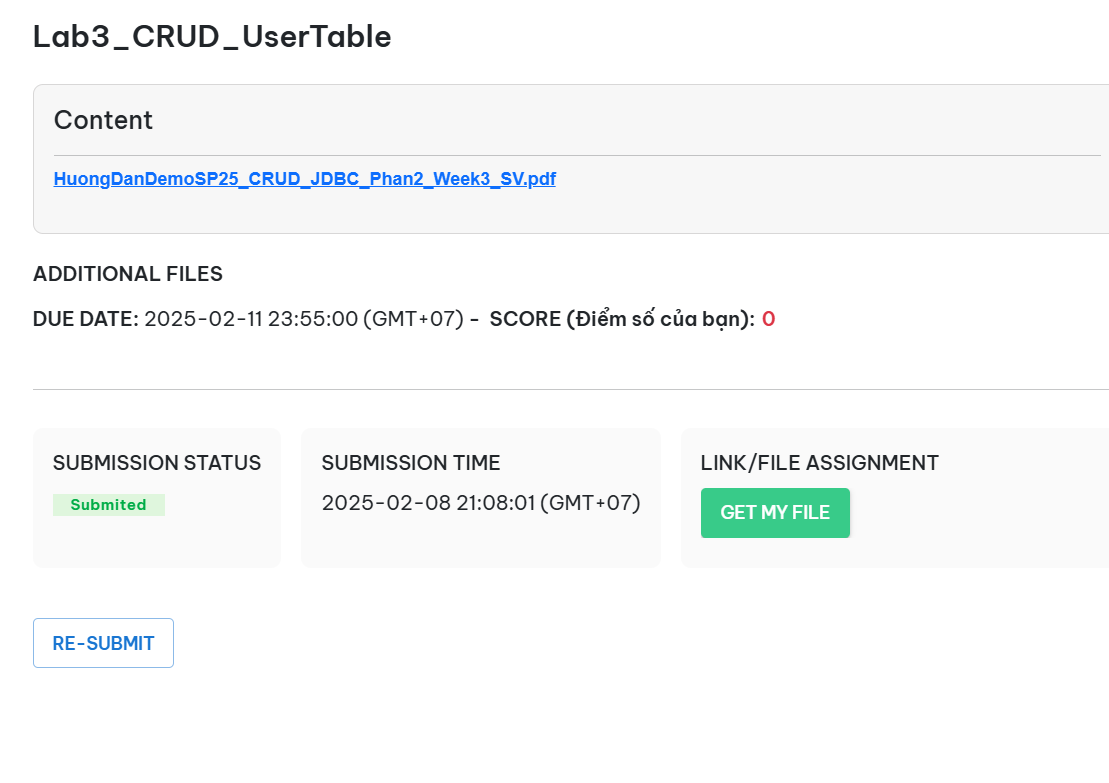 Lab3_CRUD_UserTable
Content
HuongDanDemoSP25_CRUD_JDBC_Phan2_Week3_SV.pdf
ADDITIONAL FILES
DUE DATE: 2025-02-11 23:55:00 (GMT+07) - SCORE (Điểm số của bạn): 0
SUBMISSION STATUS
Submited
SUBMISSION TIME
2025-02-08 21:08:01 (GMT+07)
LINK/FILE ASSIGNMENT
GET MY FILE
RE-SUBMIT